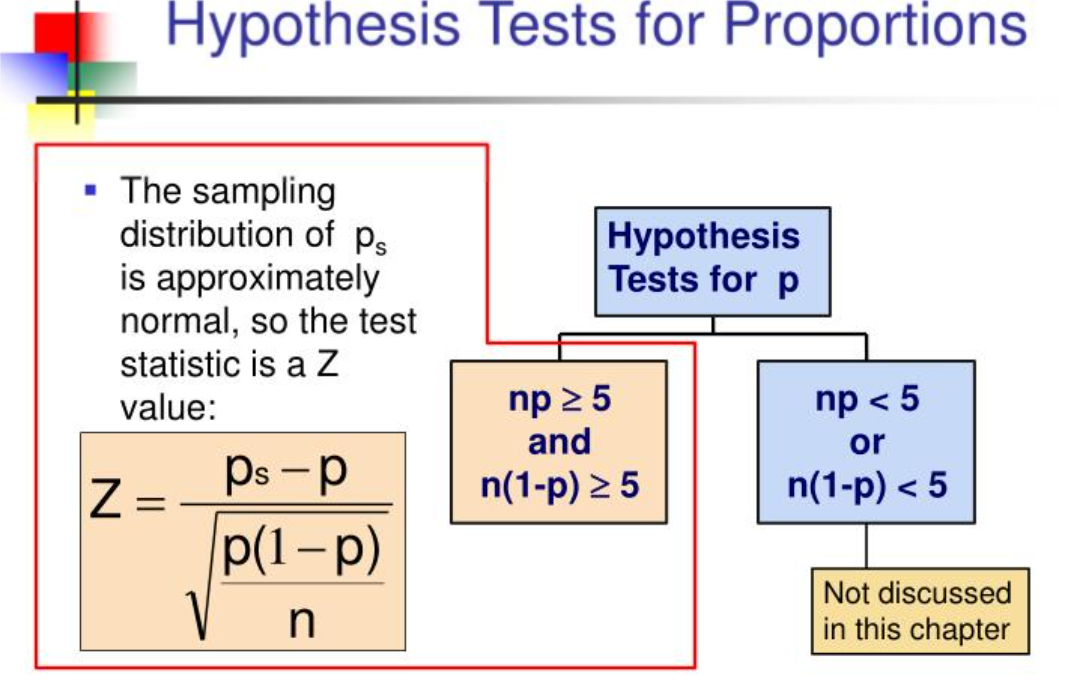 Hypothesis Tests for Proportions
▪ The sampling
distribution of pₛ
is approximately
normal, so the test
statistic is a Z
value:
Z = (pₛ − p) / √(p(1 − p) / n)
Hypothesis
Tests for p
np ≥ 5
and
n(1-p) ≥ 5
np < 5
or
n(1-p) < 5
Not discussed
in this chapter